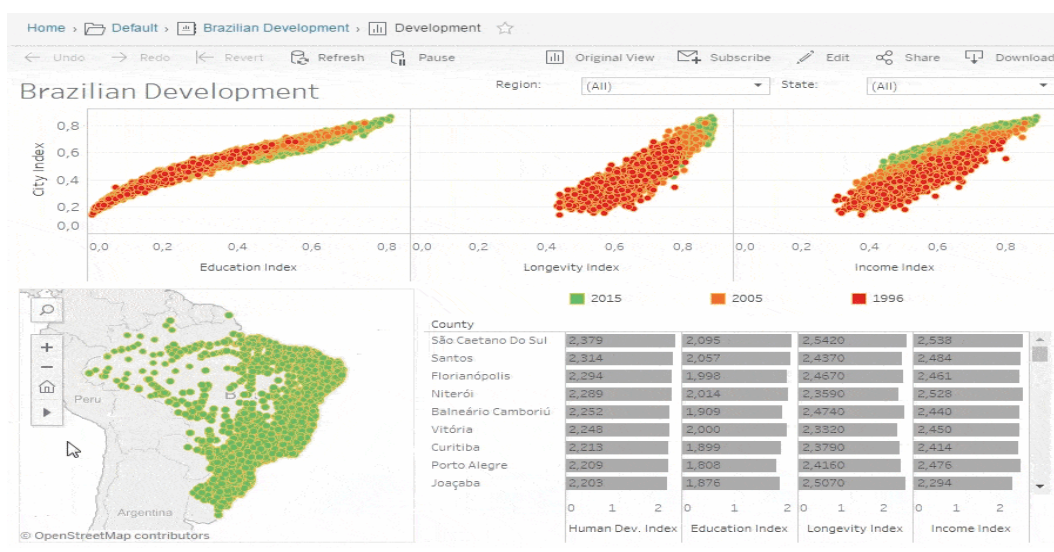 Home › Default › Brazilian Development › Development
Undo Redo Revert Refresh Pause Original View Subscribe Edit Share Download
Brazilian Development
Region: (All) State: (All)
City Index
0,8
0,6
0,4
0,2
0,0
0,0 0,2 0,4 0,6 0,8 0,0 0,2 0,4 0,6 0,8 0,0 0,2 0,4 0,6 0,8
Education Index Longevity Index Income Index
2015 2005 1996
Peru
B
Argentina
© OpenStreetMap contributors
County
São Caetano Do Sul 2,379 2,095 2,5420 2,538
Santos 2,314 2,057 2,4370 2,484
Florianópolis 2,294 1,998 2,4670 2,461
Niterói 2,289 2,014 2,3590 2,528
Balneário Camboriú 2,252 1,909 2,4740 2,440
Vitória 2,248 2,000 2,3320 2,450
Curitiba 2,213 1,899 2,3790 2,414
Porto Alegre 2,209 1,808 2,4160 2,476
Joaçaba 2,203 1,876 2,5070 2,294
0 1 2 0 1 2 0 1 2 0 1 2
Human Dev. Index Education Index Longevity Index Income Index